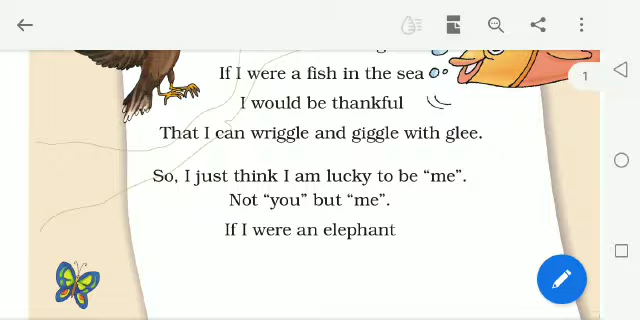 If I were a fish in the sea
I would be thankful
That I can wriggle and giggle with glee.
So, I just think I am lucky to be “me”.
Not “you” but “me”.
If I were an elephant
1